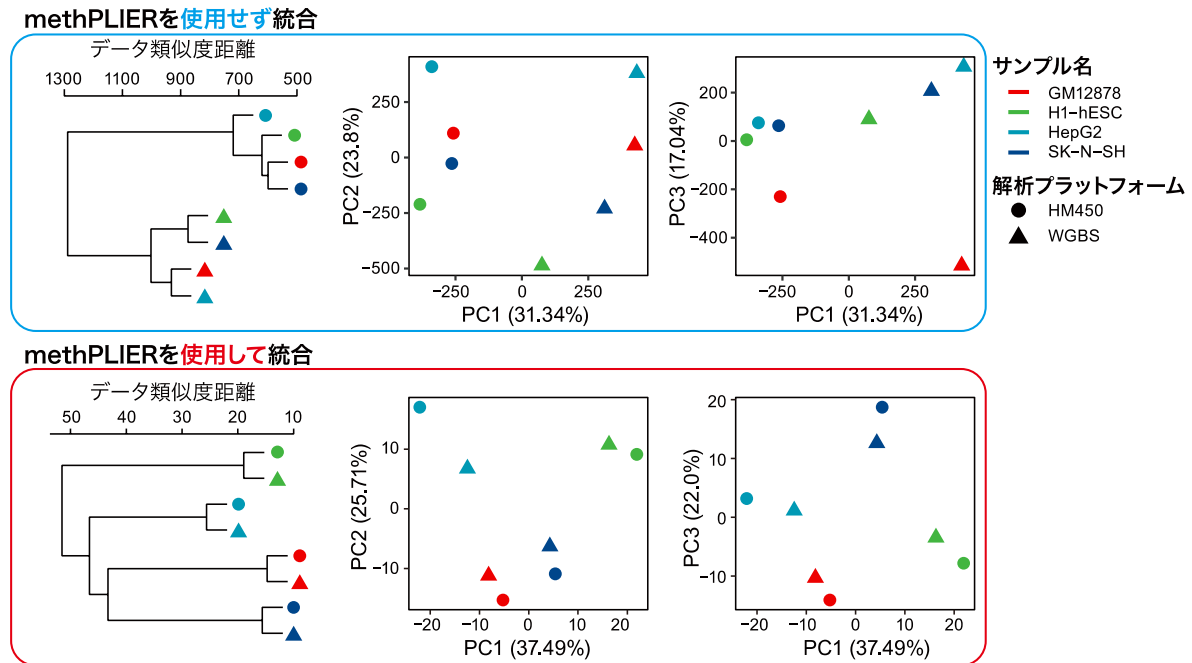 methPLIERを使用せず統合
データ類似度距離
1300 1100 900 700 500
250
0
−250
−500
PC2 (23.8%)
−250 0 250
PC1 (31.34%)
200
0
−200
−400
PC3 (17.04%)
−250 0 250
PC1 (31.34%)
サンプル名
GM12878
H1−hESC
HepG2
SK−N−SH
解析プラットフォーム
HM450
WGBS
methPLIERを使用して統合
データ類似度距離
50 40 30 20 10
10
0
−10
PC2 (25.71%)
−20 −10 0 10 20
PC1 (37.49%)
20
10
0
−10
PC3 (22.0%)
−20 −10 0 10 20
PC1 (37.49%)